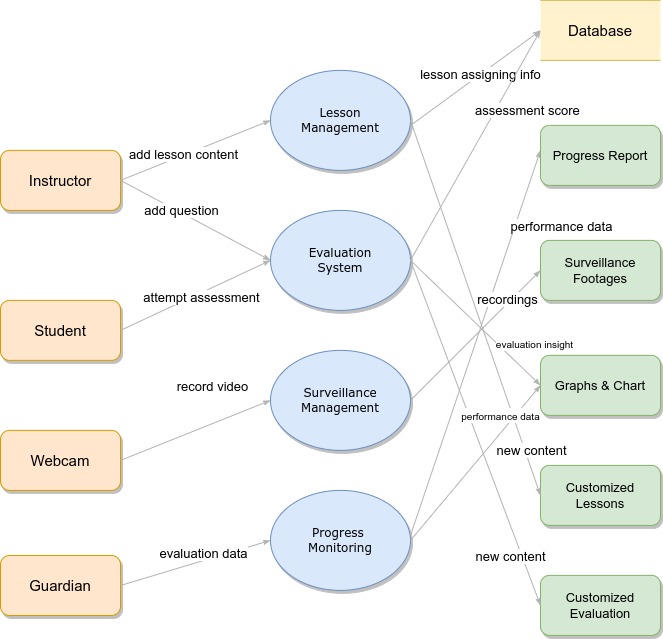 Database
lesson assigning info
Lesson
Management
assessment score
Progress Report
add lesson content
Instructor
add question
performance data
Evaluation
System
Surveillance
Footages
attempt assessment
recordings
Student
evaluation insight
record video
Graphs & Chart
Surveillance
Management
performance data
new content
Webcam
Customized
Lessons
Progress
Monitoring
evaluation data
new content
Guardian
Customized
Evaluation